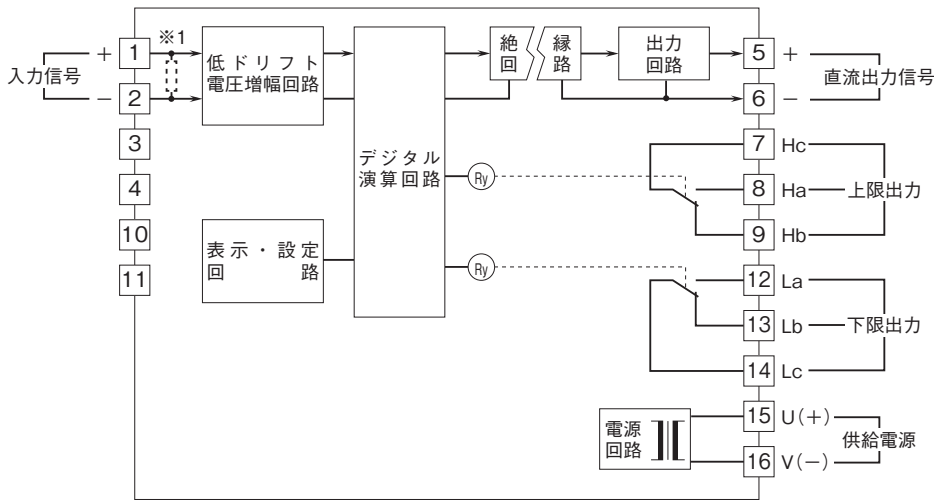 入力信号
+
−
1
2
3
4
10
11
※1
低ドリフト
電圧増幅回路
デジタル
演算回路
表示・設定
回　　　路
絶　縁
回　路
出力
回路
Ry
Ry
電源
回路
5 +
6 −
直流出力信号
7 Hc
8 Ha
9 Hb
上限出力
12 La
13 Lb
14 Lc
下限出力
15 U(+)
16 V(−)
供給電源